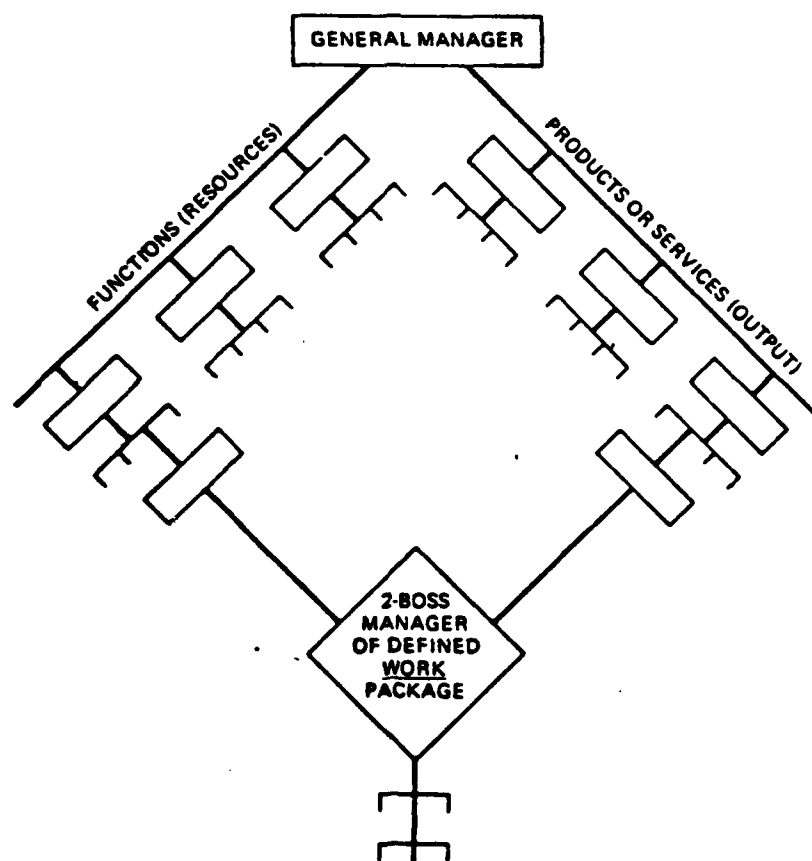 GENERAL MANAGER
FUNCTIONS (RESOURCES)
PRODUCTS OR SERVICES (OUTPUT)
2-BOSS
MANAGER
OF DEFINED
WORK
PACKAGE